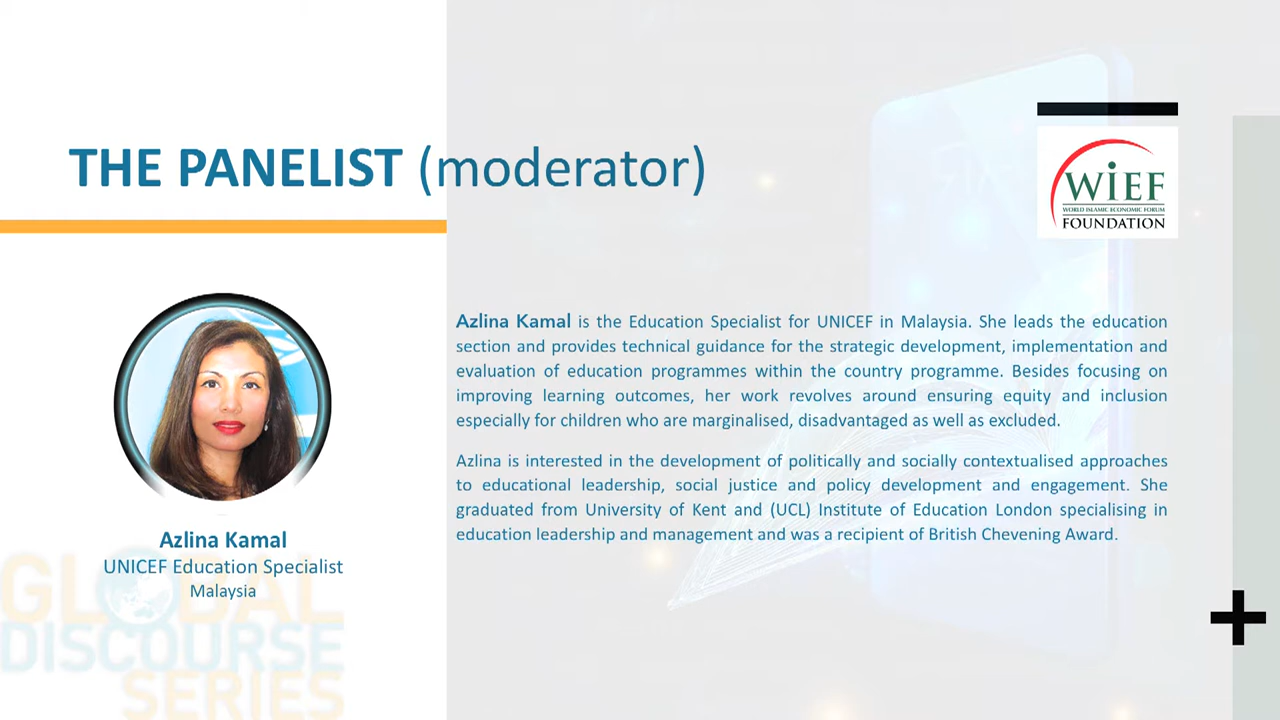 THE PANELIST (moderator)
WIEF
WORLD ISLAMIC ECONOMIC FORUM
FOUNDATION
Azlina Kamal is the Education Specialist for UNICEF in Malaysia. She leads the education
section and provides technical guidance for the strategic development, implementation and
evaluation of education programmes within the country programme. Besides focusing on
improving learning outcomes, her work revolves around ensuring equity and inclusion
especially for children who are marginalised, disadvantaged as well as excluded.
Azlina is interested in the development of politically and socially contextualised approaches
to educational leadership, social justice and policy development and engagement. She
graduated from University of Kent and (UCL) Institute of Education London specialising in
education leadership and management and was a recipient of British Chevening Award.
Azlina Kamal
UNICEF Education Specialist
Malaysia
GLOBAL
DISCOURSE
SERIES